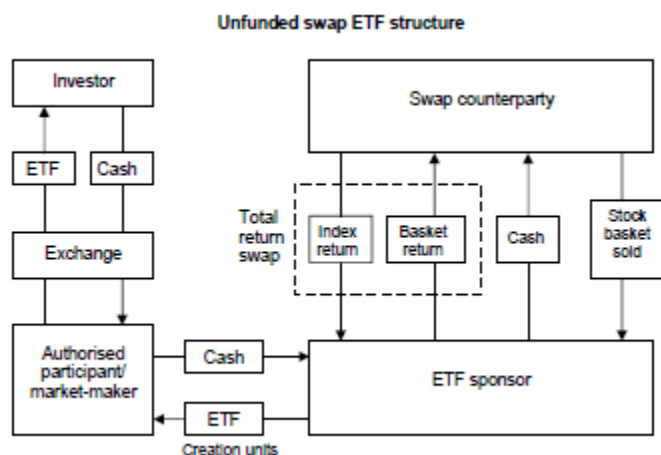 Unfunded swap ETF structure
Investor
Swap counterparty
ETF
Cash
Total
return
swap
Index
return
Basket
return
Cash
Stock
basket
sold
Exchange
Authorised
participant/
market-maker
Cash
ETF sponsor
ETF
Creation units